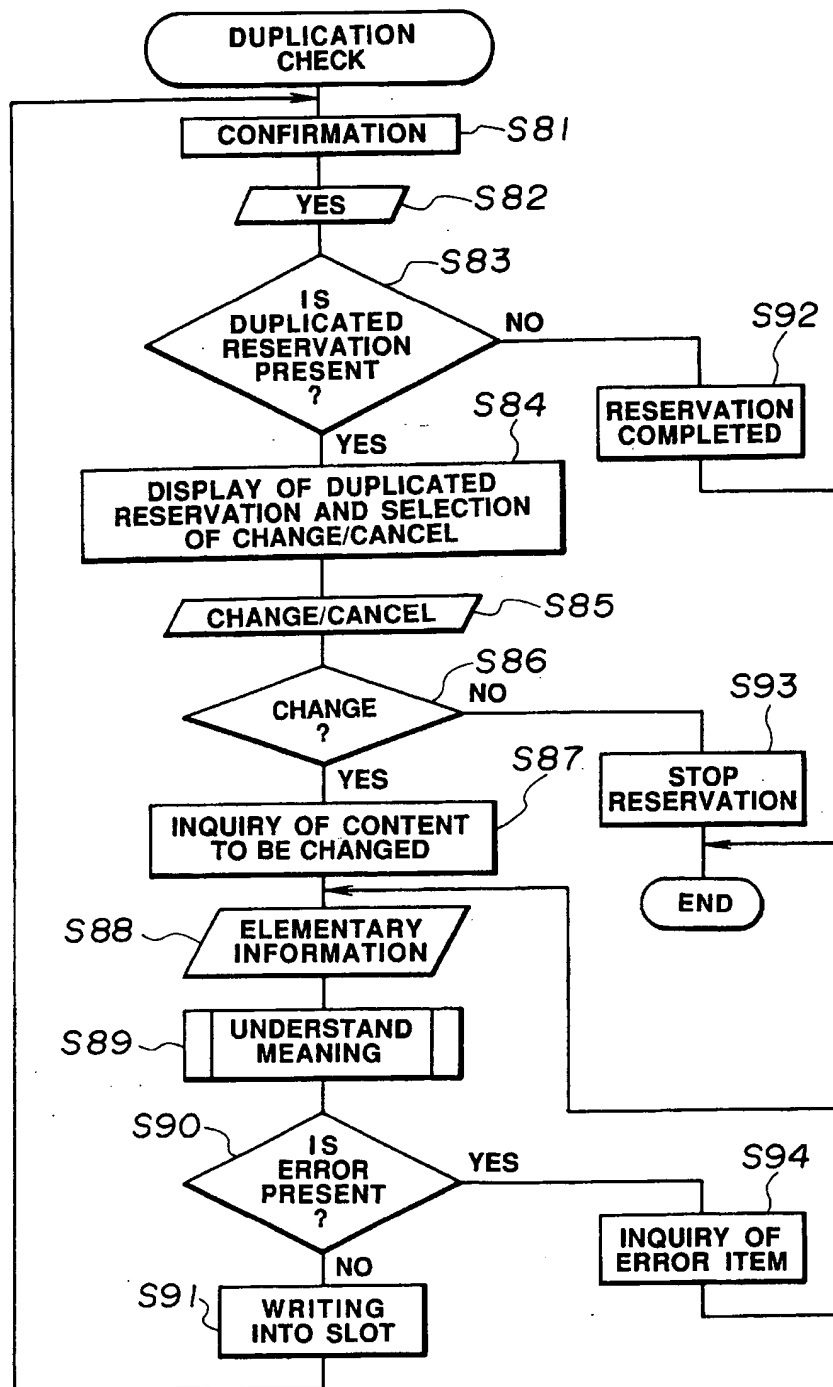 DUPLICATION
CHECK
CONFIRMATION
S81
YES
S82
S83
IS
DUPLICATED
RESERVATION
PRESENT
?
NO
S92
RESERVATION
COMPLETED
YES
S84
DISPLAY OF DUPLICATED
RESERVATION AND SELECTION
OF CHANGE/CANCEL
CHANGE/CANCEL
S85
S86
CHANGE
?
NO
S93
STOP
RESERVATION
END
YES
S87
INQUIRY OF CONTENT
TO BE CHANGED
S88
ELEMENTARY
INFORMATION
S89
UNDERSTAND
MEANING
S90
IS
ERROR
PRESENT
?
YES
S94
INQUIRY OF
ERROR ITEM
NO
S91
WRITING
INTO SLOT